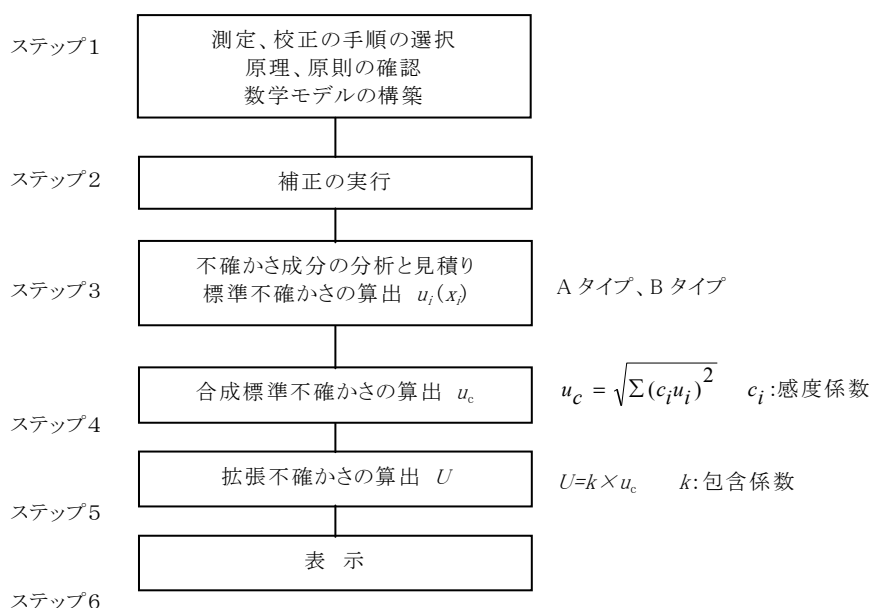 ステップ1
測定、校正の手順の選択
原理、原則の確認
数学モデルの構築
ステップ2
補正の実行
ステップ3
不確かさ成分の分析と見積り
標準不確かさの算出 uᵢ(xᵢ)
Aタイプ、Bタイプ
合成標準不確かさの算出 u_c
u_c = √Σ(cᵢuᵢ)² cᵢ:感度係数
ステップ4
拡張不確かさの算出 U
U=k×u_c k:包含係数
ステップ5
表 示
ステップ6